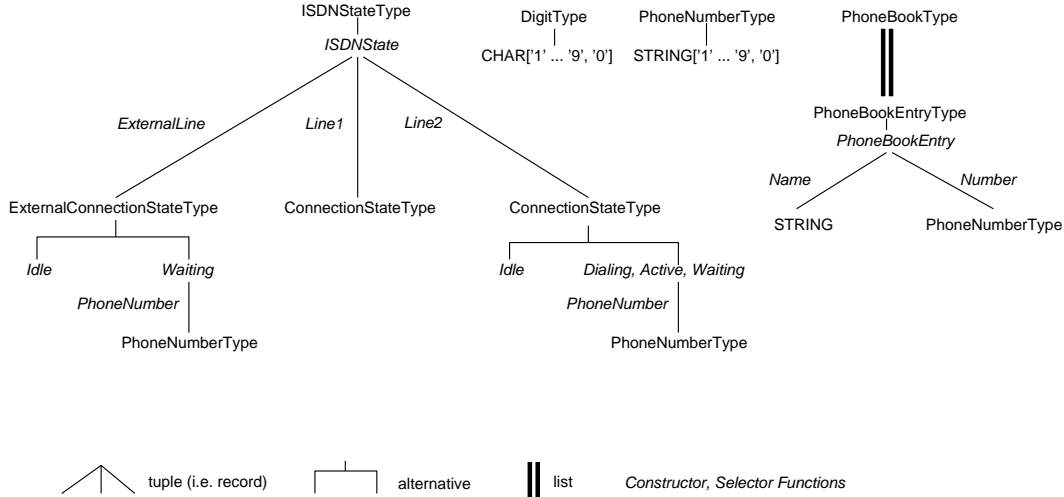 ISDNStateType DigitType PhoneNumberType PhoneBookType
ISDNState CHAR['1' ... '9', '0'] STRING['1' ... '9', '0']
PhoneBookEntryType
ExternalLine Line1 Line2 PhoneBookEntry
Name Number
ExternalConnectionStateType ConnectionStateType ConnectionStateType STRING PhoneNumberType
Idle Waiting Idle Dialing, Active, Waiting
PhoneNumber PhoneNumber
PhoneNumberType PhoneNumberType
tuple (i.e. record) alternative list Constructor, Selector Functions